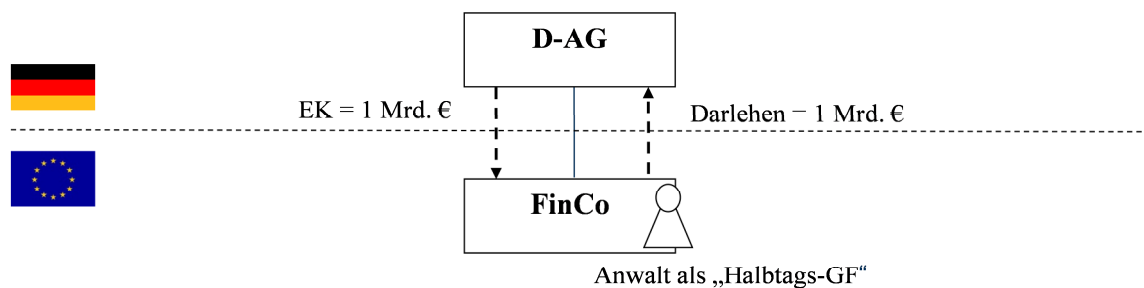 D-AG
EK = 1 Mrd. €
Darlehen = 1 Mrd. €
FinCo
Anwalt als „Halbtags-GF“